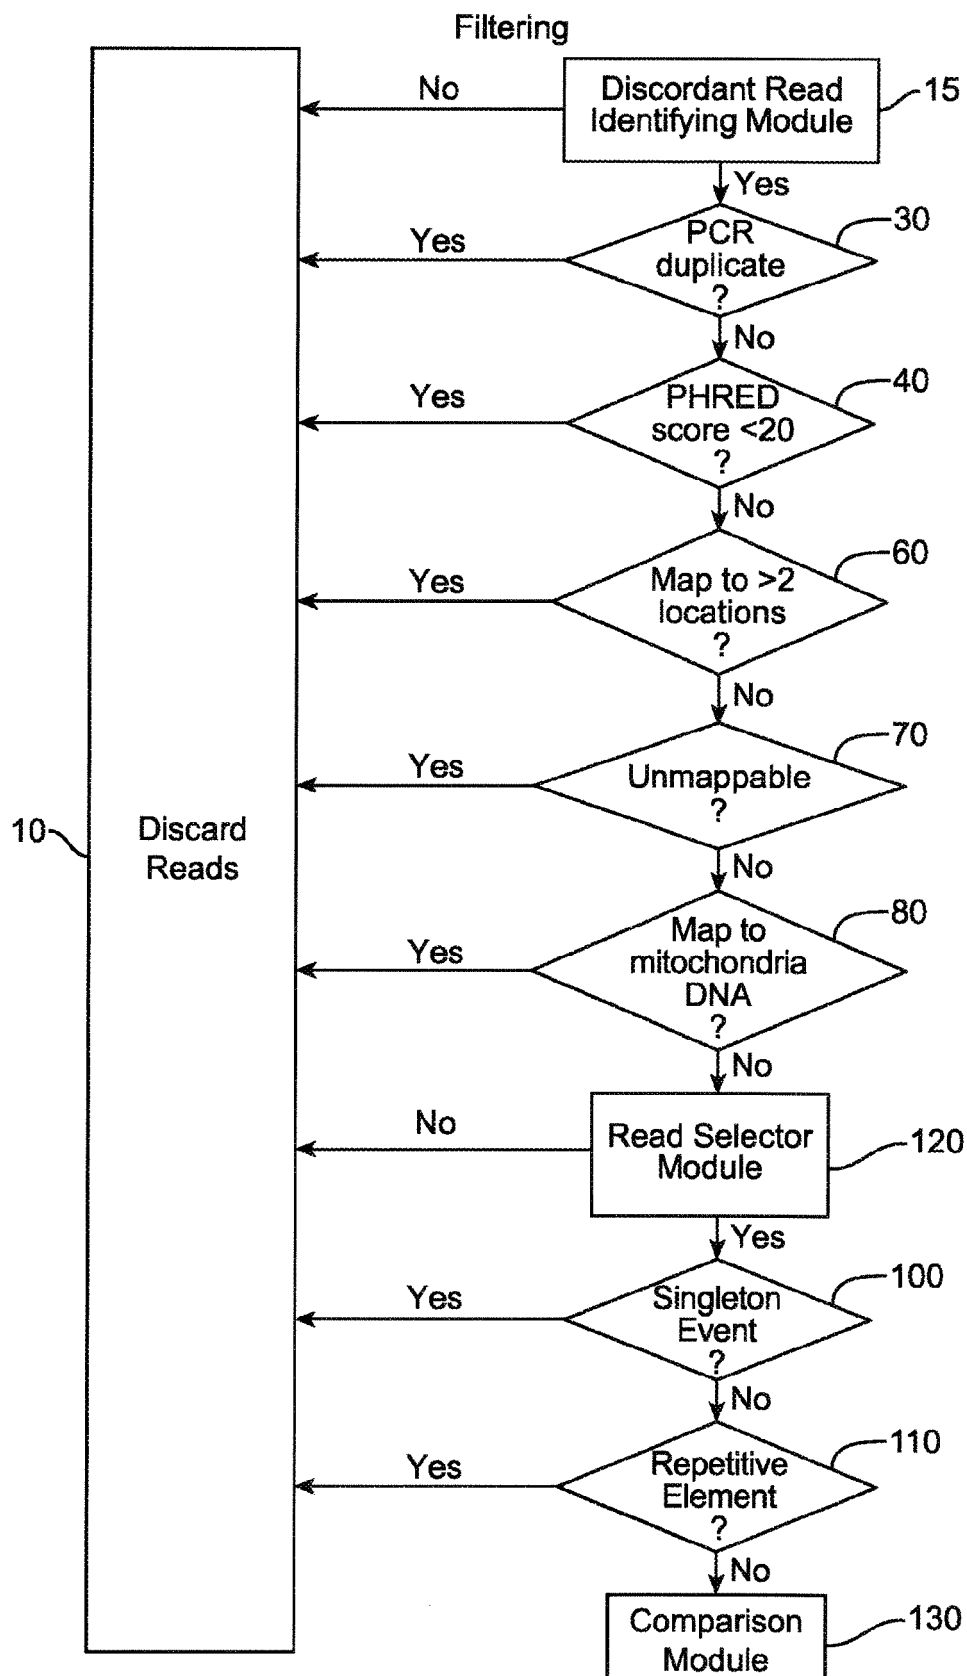 Filtering
No
Discordant Read
Identifying Module
15
Yes
Yes
PCR
duplicate
?
30
No
Yes
PHRED
score <20
?
40
No
Yes
Map to >2
locations
?
60
No
Yes
Unmappable
?
70
No
10
Discard
Reads
Yes
Map to
mitochondria
DNA
?
80
No
No
Read Selector
Module
120
Yes
Yes
Singleton
Event
?
100
No
Yes
Repetitive
Element
?
110
No
Comparison
Module
130